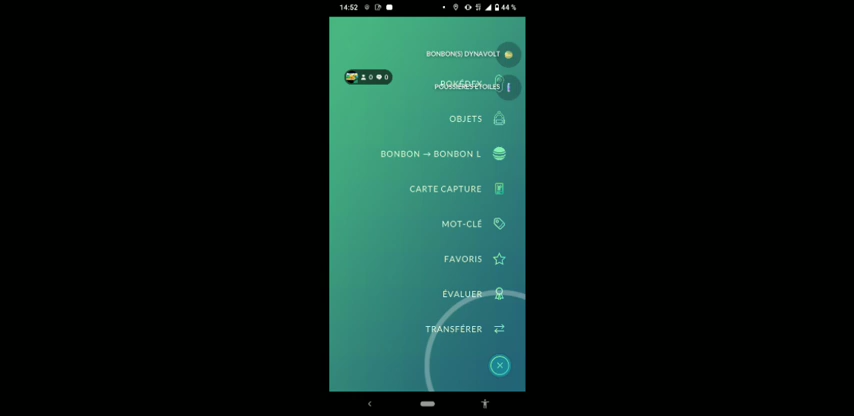 14:52
44 %
BONBON(S) DYNAVOLT
0 0
POKÉDEX
POUSSIÈRES ÉTOILES
OBJETS
BONBON → BONBON L
CARTE CAPTURE
MOT-CLÉ
FAVORIS
ÉVALUER
TRANSFÉRER